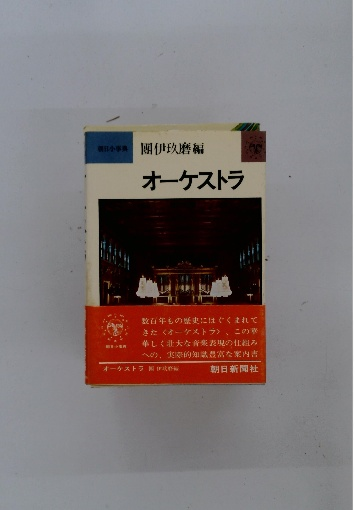 朝日小事典
團伊玖磨編
オーケストラ
数百年もの歴史にはぐくまれて
きた〈オーケストラ〉、この華
華しく壮大な音楽表現の仕組み
への、実際的知識豊富な案内書
オーケストラ 團伊玖磨編
朝日新聞社